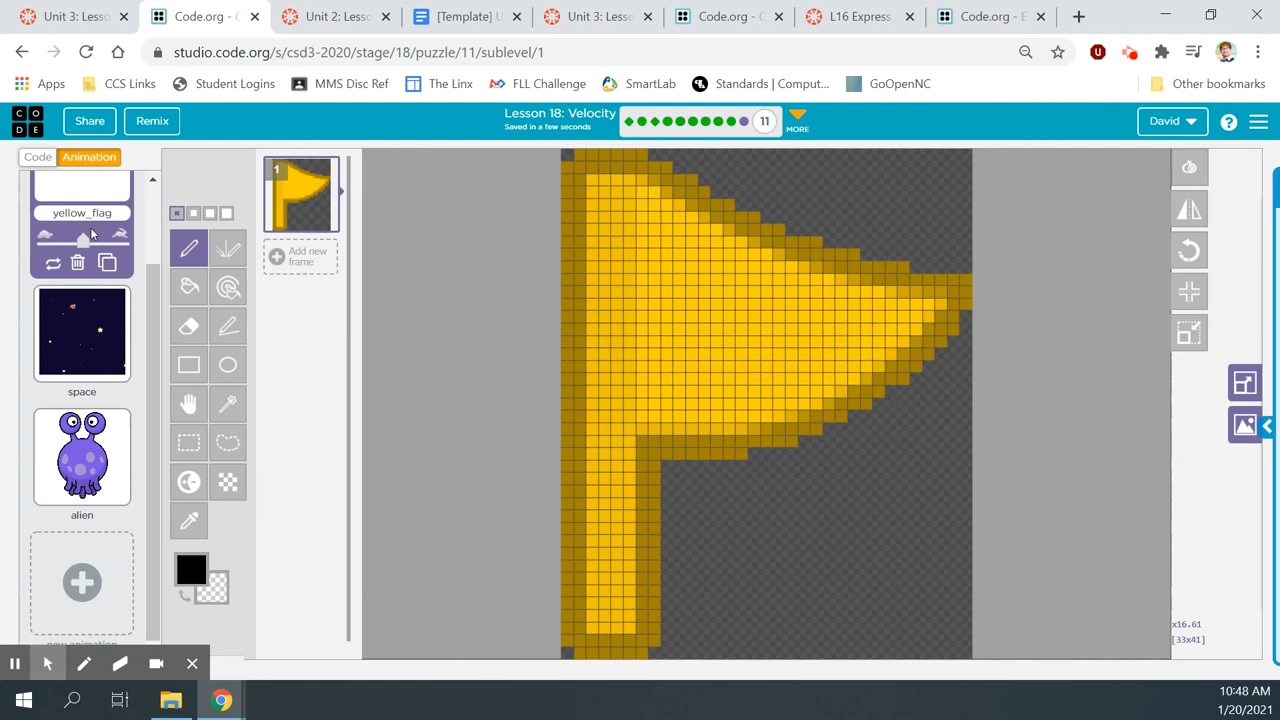 Unit 3: Lesso
Code.org - C
Unit 2: Lesso
[Template] U
Unit 3: Lesso
Code.org - C
L16 Express
Code.org - E
studio.code.org/s/csd3-2020/stage/18/puzzle/11/sublevel/1
Apps
CCS Links
Student Logins
MMS Disc Ref
The Linx
FLL Challenge
SmartLab
Standards | Comput...
GoOpenNC
Other bookmarks
C O
D E
Share
Remix
Lesson 18: Velocity
Saved in a few seconds
11
MORE
David
Code
Animation
1
yellow_flag
Add new
frame
space
alien
x16.61
[33x41]
10:48 AM
1/20/2021